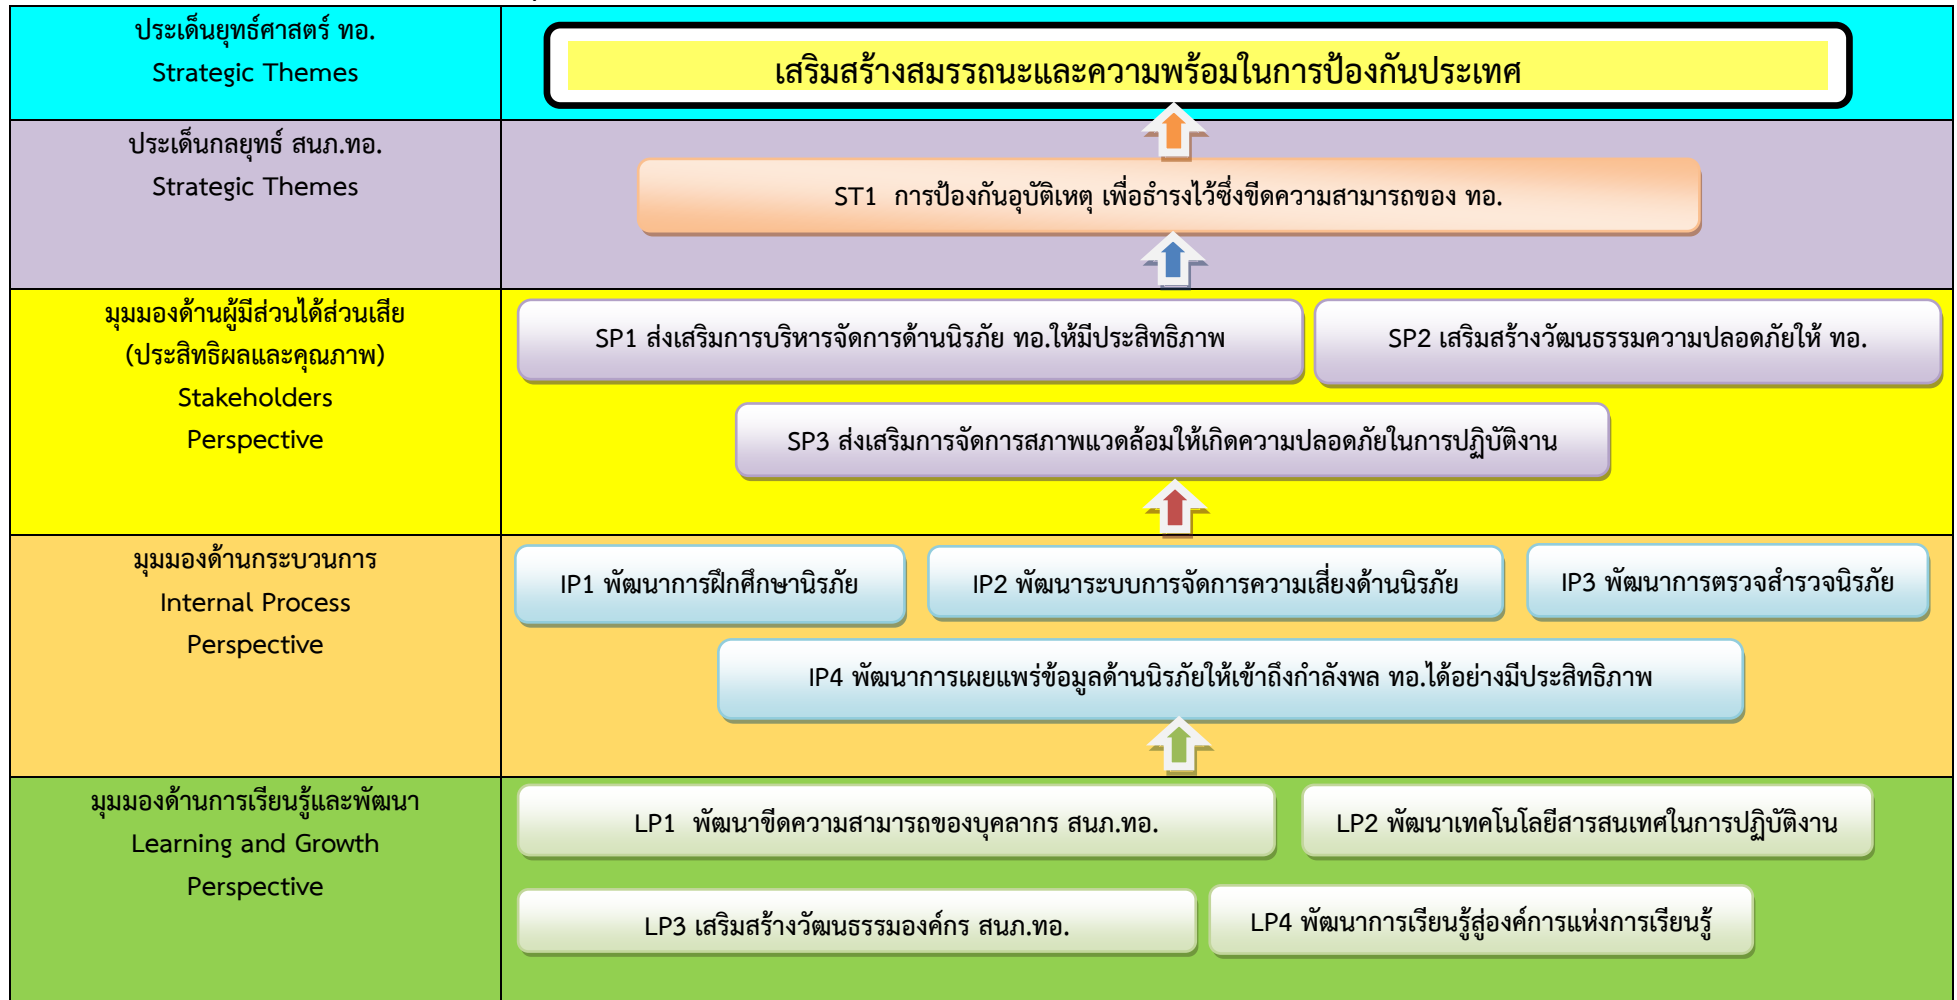 ประเด็นยุทธ์ศาสตร์ ทอ.
Strategic Themes
เสริมสร้างสมรรถนะและความพร้อมในการป้องกันประเทศ
ประเด็นกลยุทธ์ สนภ.ทอ.
Strategic Themes
ST1 การป้องกันอุบัติเหตุ เพื่อธำรงไว้ซึ่งขีดความสามารถของ ทอ.
มุมมองด้านผู้มีส่วนได้ส่วนเสีย
(ประสิทธิผลและคุณภาพ)
Stakeholders
Perspective
SP1 ส่งเสริมการบริหารจัดการด้านนิรภัย ทอ.ให้มีประสิทธิภาพ
SP2 เสริมสร้างวัฒนธรรมความปลอดภัยให้ ทอ.
SP3 ส่งเสริมการจัดการสภาพแวดล้อมให้เกิดความปลอดภัยในการปฏิบัติงาน
มุมมองด้านกระบวนการ
Internal Process
Perspective
IP1 พัฒนาการฝึกศึกษานิรภัย
IP2 พัฒนาระบบการจัดการความเสี่ยงด้านนิรภัย
IP3 พัฒนาการตรวจสำรวจนิรภัย
IP4 พัฒนาการเผยแพร่ข้อมูลด้านนิรภัยให้เข้าถึงกำลังพล ทอ.ได้อย่างมีประสิทธิภาพ
มุมมองด้านการเรียนรู้และพัฒนา
Learning and Growth
Perspective
LP1 พัฒนาขีดความสามารถของบุคลากร สนภ.ทอ.
LP2 พัฒนาเทคโนโลยีสารสนเทศในการปฏิบัติงาน
LP3 เสริมสร้างวัฒนธรรมองค์กร สนภ.ทอ.
LP4 พัฒนาการเรียนรู้สู่องค์การแห่งการเรียนรู้